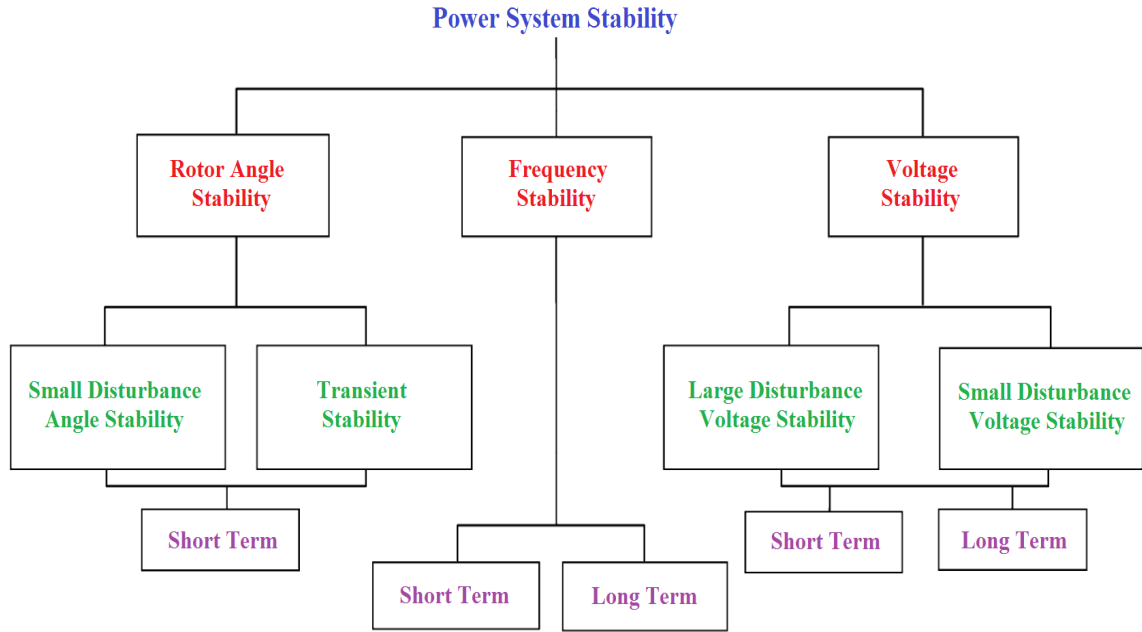 Power System Stability
Rotor Angle
Stability
Frequency
Stability
Voltage
Stability
Small Disturbance
Angle Stability
Transient
Stability
Large Disturbance
Voltage Stability
Small Disturbance
Voltage Stability
Short Term
Short Term
Long Term
Short Term
Long Term